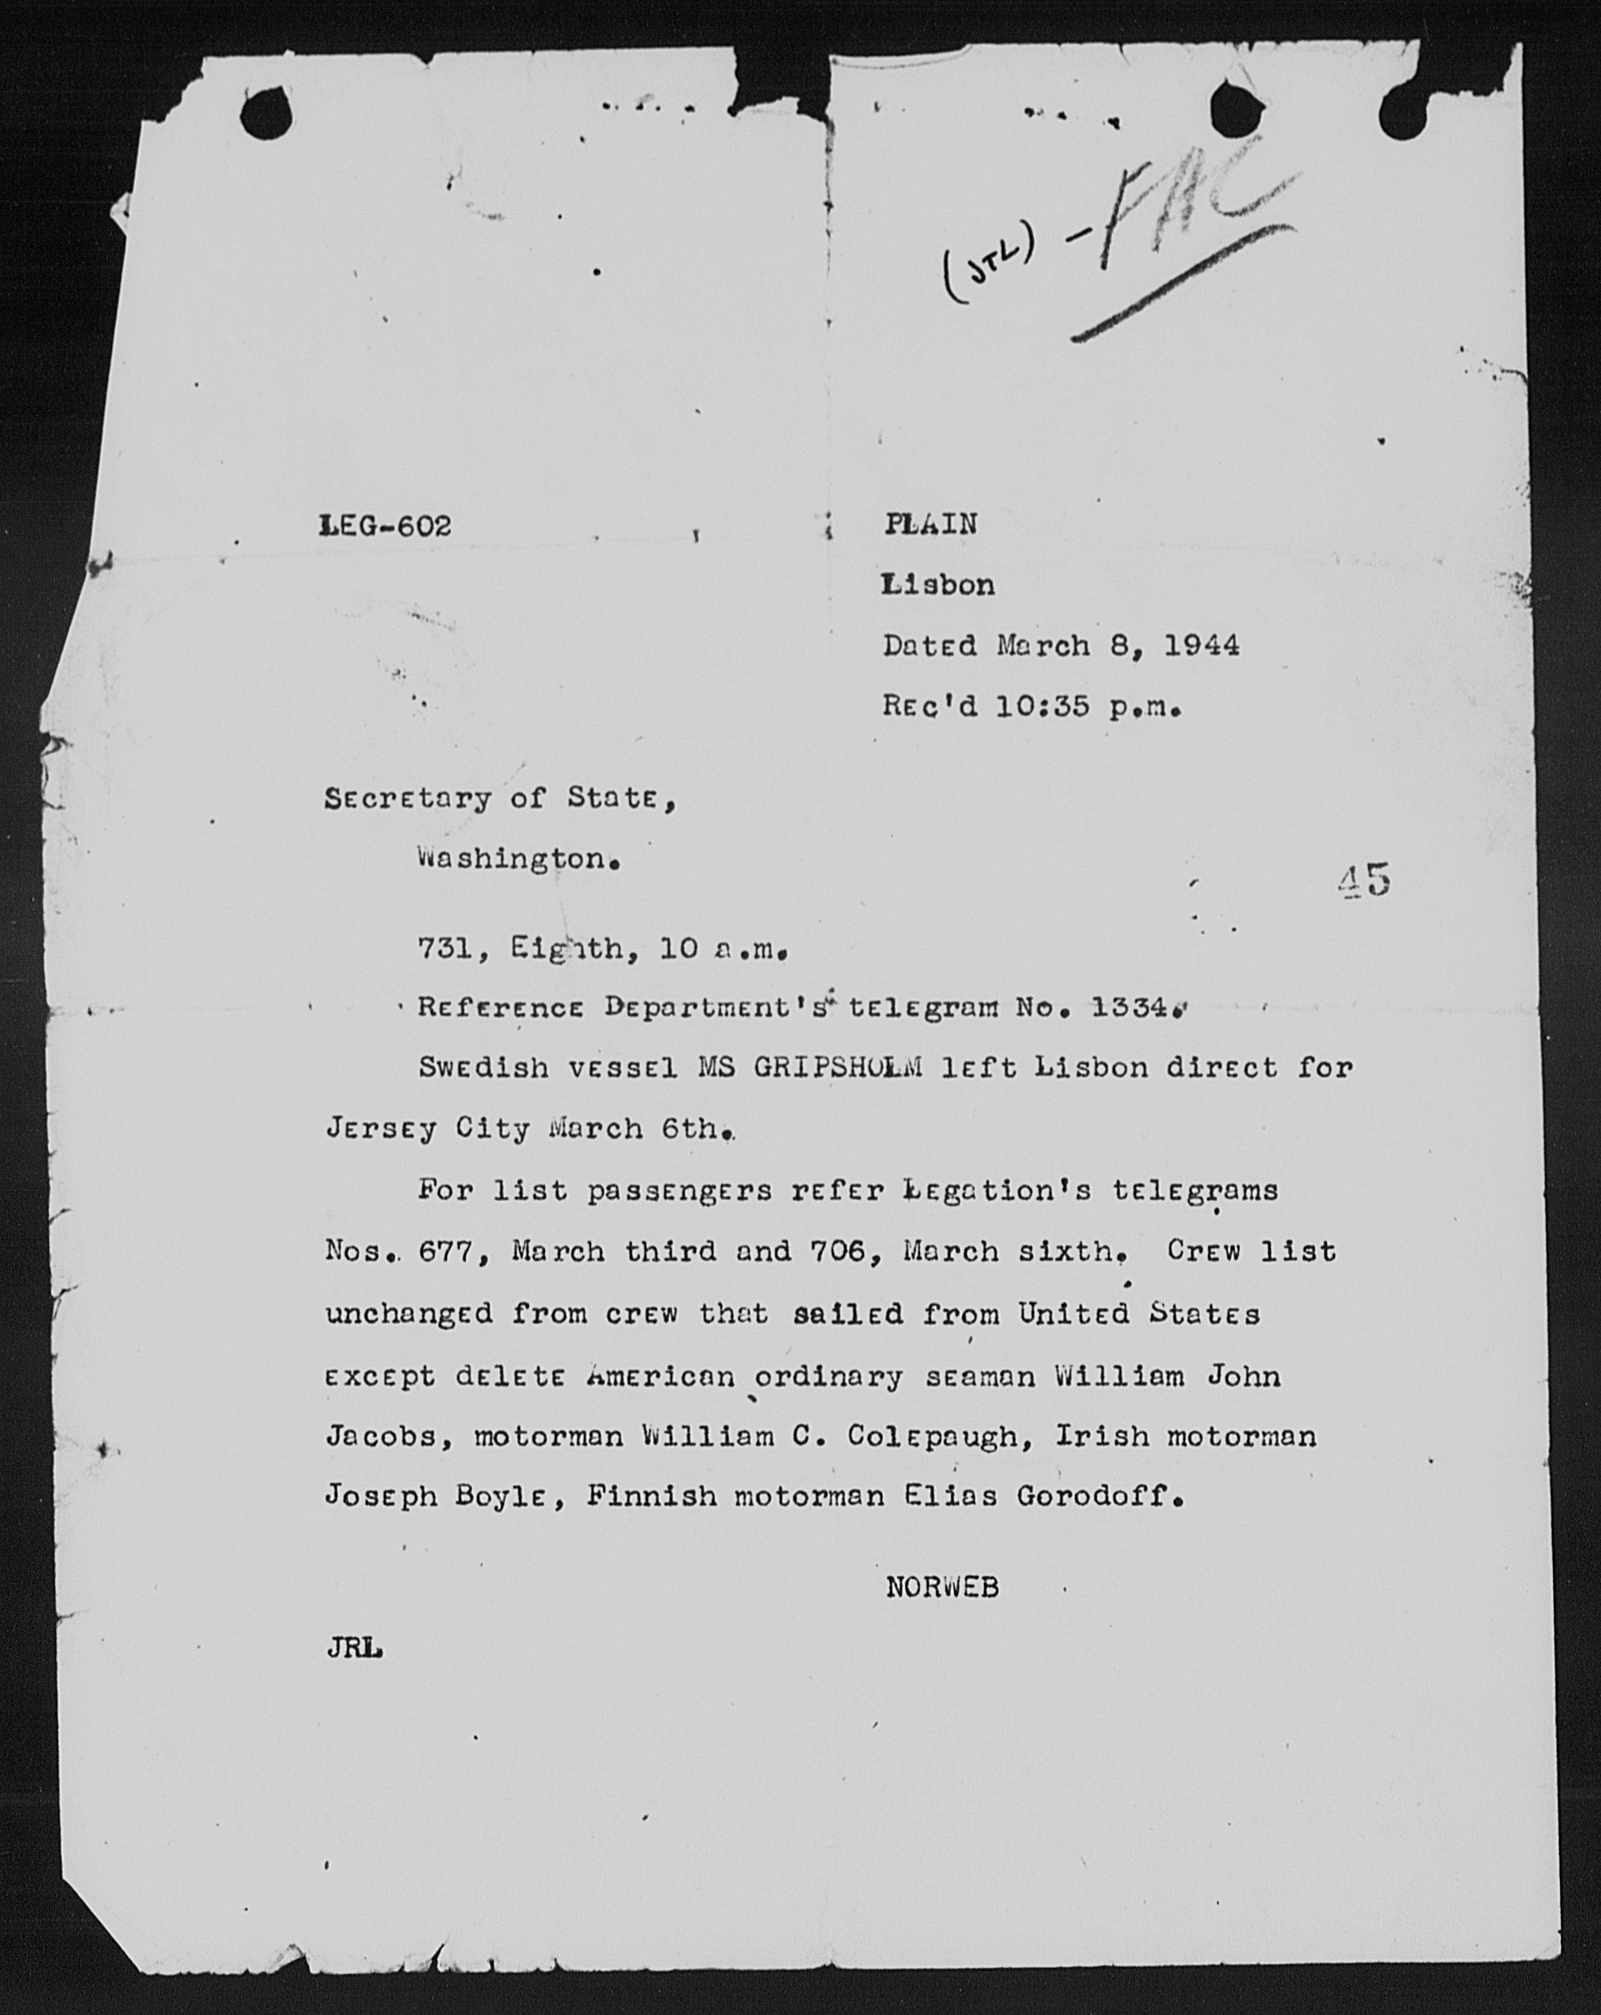 (JTL) - FAC
LEG-602
PLAIN
Lisbon
Dated March 8, 1944
Rec'd 10:35 p.m.
Secretary of State,
Washington.
45
731, Eighth, 10 a.m.
Reference Department's telegram No. 1334.
Swedish vessel MS GRIPSHOLM left Lisbon direct for
Jersey City March 6th.
For list passengers refer Legation's telegrams
Nos. 677, March third and 706, March sixth. Crew list
unchanged from crew that sailed from United States
except delete American ordinary seaman William John
Jacobs, motorman William C. Colepaugh, Irish motorman
Joseph Boyle, Finnish motorman Elias Gorodoff.
NORWEB
JRL